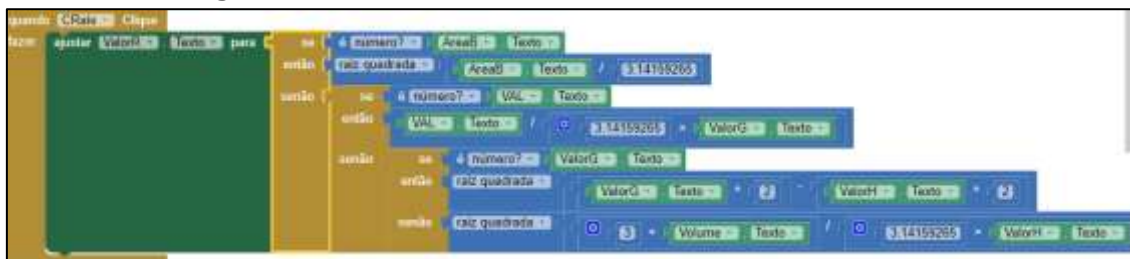 quando CRaio Clique
fazer ajustar ValorR Texto para se é número? AreaB Texto
então raiz quadrada AreaB Texto / 3.14159265
senão se é número? VAL Texto
então VAL Texto / 3.14159265 × ValorG Texto
senão se é número? ValorG Texto
então raiz quadrada ValorG Texto ^ 2 - ValorH Texto ^ 2
senão raiz quadrada 3 × Volume Texto / 3.14159265 × ValorH Texto